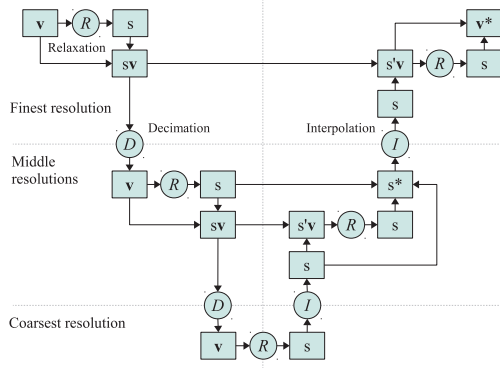 v R s v*
Relaxation
sv s'v R s
Finest resolution s
D Decimation Interpolation I
Middle
resolutions
v R s s*
sv s'v R s
s
D I
Coarsest resolution
v R s